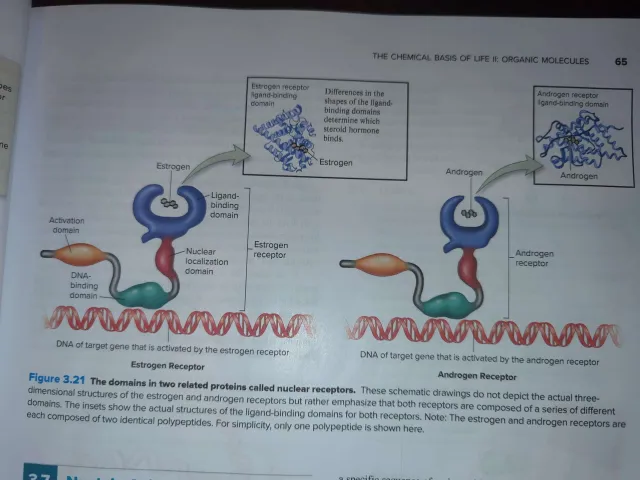 THE CHEMICAL BASIS OF LIFE II: ORGANIC MOLECULES 65
Estrogen receptor
ligand-binding
domain
Differences in the
shapes of the ligand-
binding domains
determine which
steroid hormone
binds.
Estrogen
Androgen receptor
ligand-binding domain
Androgen
Estrogen
Ligand-
binding
domain
Activation
domain
Nuclear
localization
domain
Estrogen
receptor
DNA-
binding
domain
Androgen
Androgen
receptor
DNA of target gene that is activated by the estrogen receptor
Estrogen Receptor
DNA of target gene that is activated by the androgen receptor
Androgen Receptor
Figure 3.21 The domains in two related proteins called nuclear receptors. These schematic drawings do not depict the actual three-
dimensional structures of the estrogen and androgen receptors but rather emphasize that both receptors are composed of a series of different
domains. The insets show the actual structures of the ligand-binding domains for both receptors. Note: The estrogen and androgen receptors are
each composed of two identical polypeptides. For simplicity, only one polypeptide is shown here.
3.7
a specific